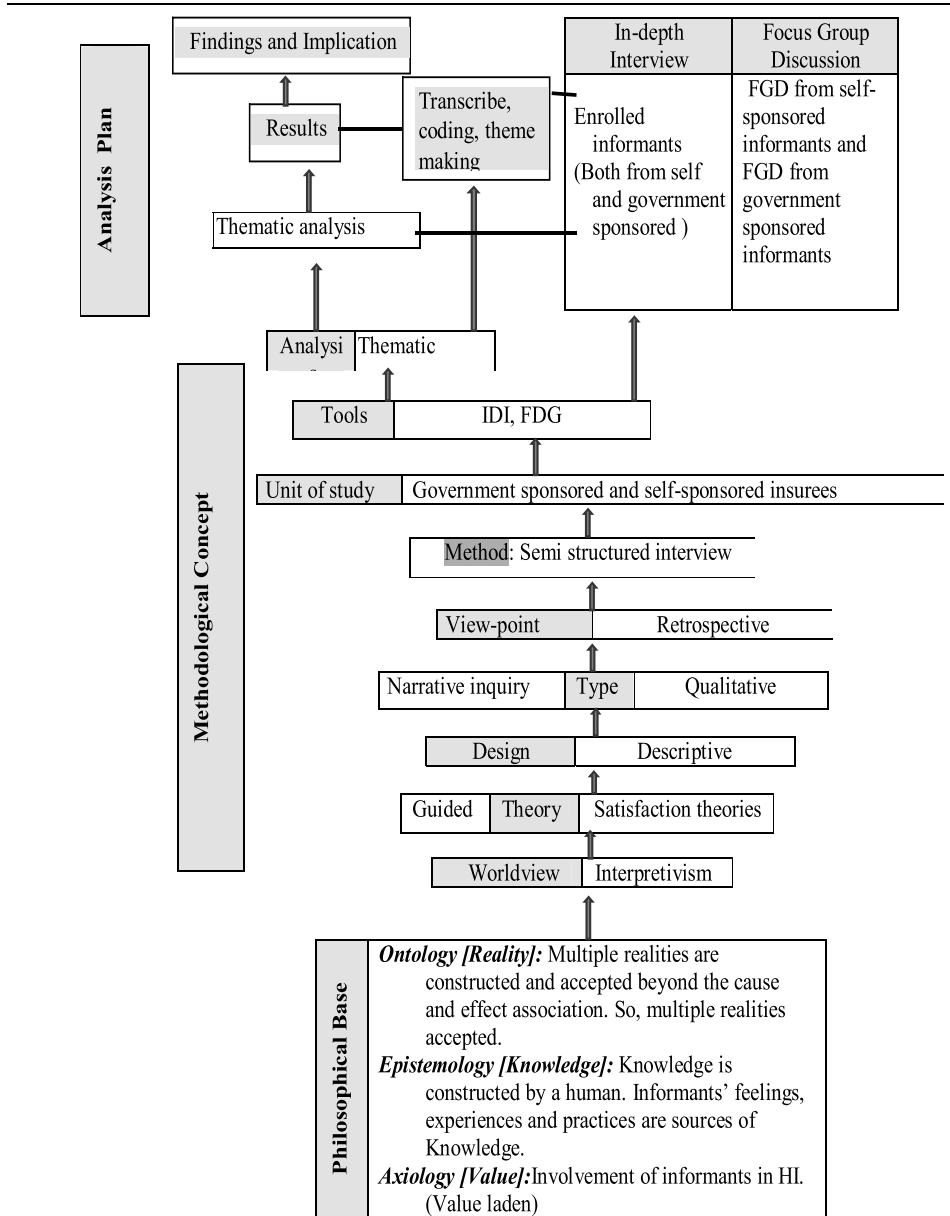 Findings and Implication
In-depth
Interview
Focus Group
Discussion
Analysis Plan
Results
Transcribe,
coding, theme
making
Enrolled
informants
(Both from self
and government
sponsored )
FGD from self-
sponsored
informants and
FGD from
government
sponsored
informants
Thematic analysis
Analysi
Thematic
Tools IDI, FDG
Methodological Concept
Unit of study Government sponsored and self-sponsored insurees
Method: Semi structured interview
View-point Retrospective
Narrative inquiry Type Qualitative
Design Descriptive
Guided Theory Satisfaction theories
Worldview Interpretivism
Philosophical Base
Ontology [Reality]: Multiple realities are
constructed and accepted beyond the cause
and effect association. So, multiple realities
accepted.
Epistemology [Knowledge]: Knowledge is
constructed by a human. Informants’ feelings,
experiences and practices are sources of
Knowledge.
Axiology [Value]:Involvement of informants in HI.
(Value laden)